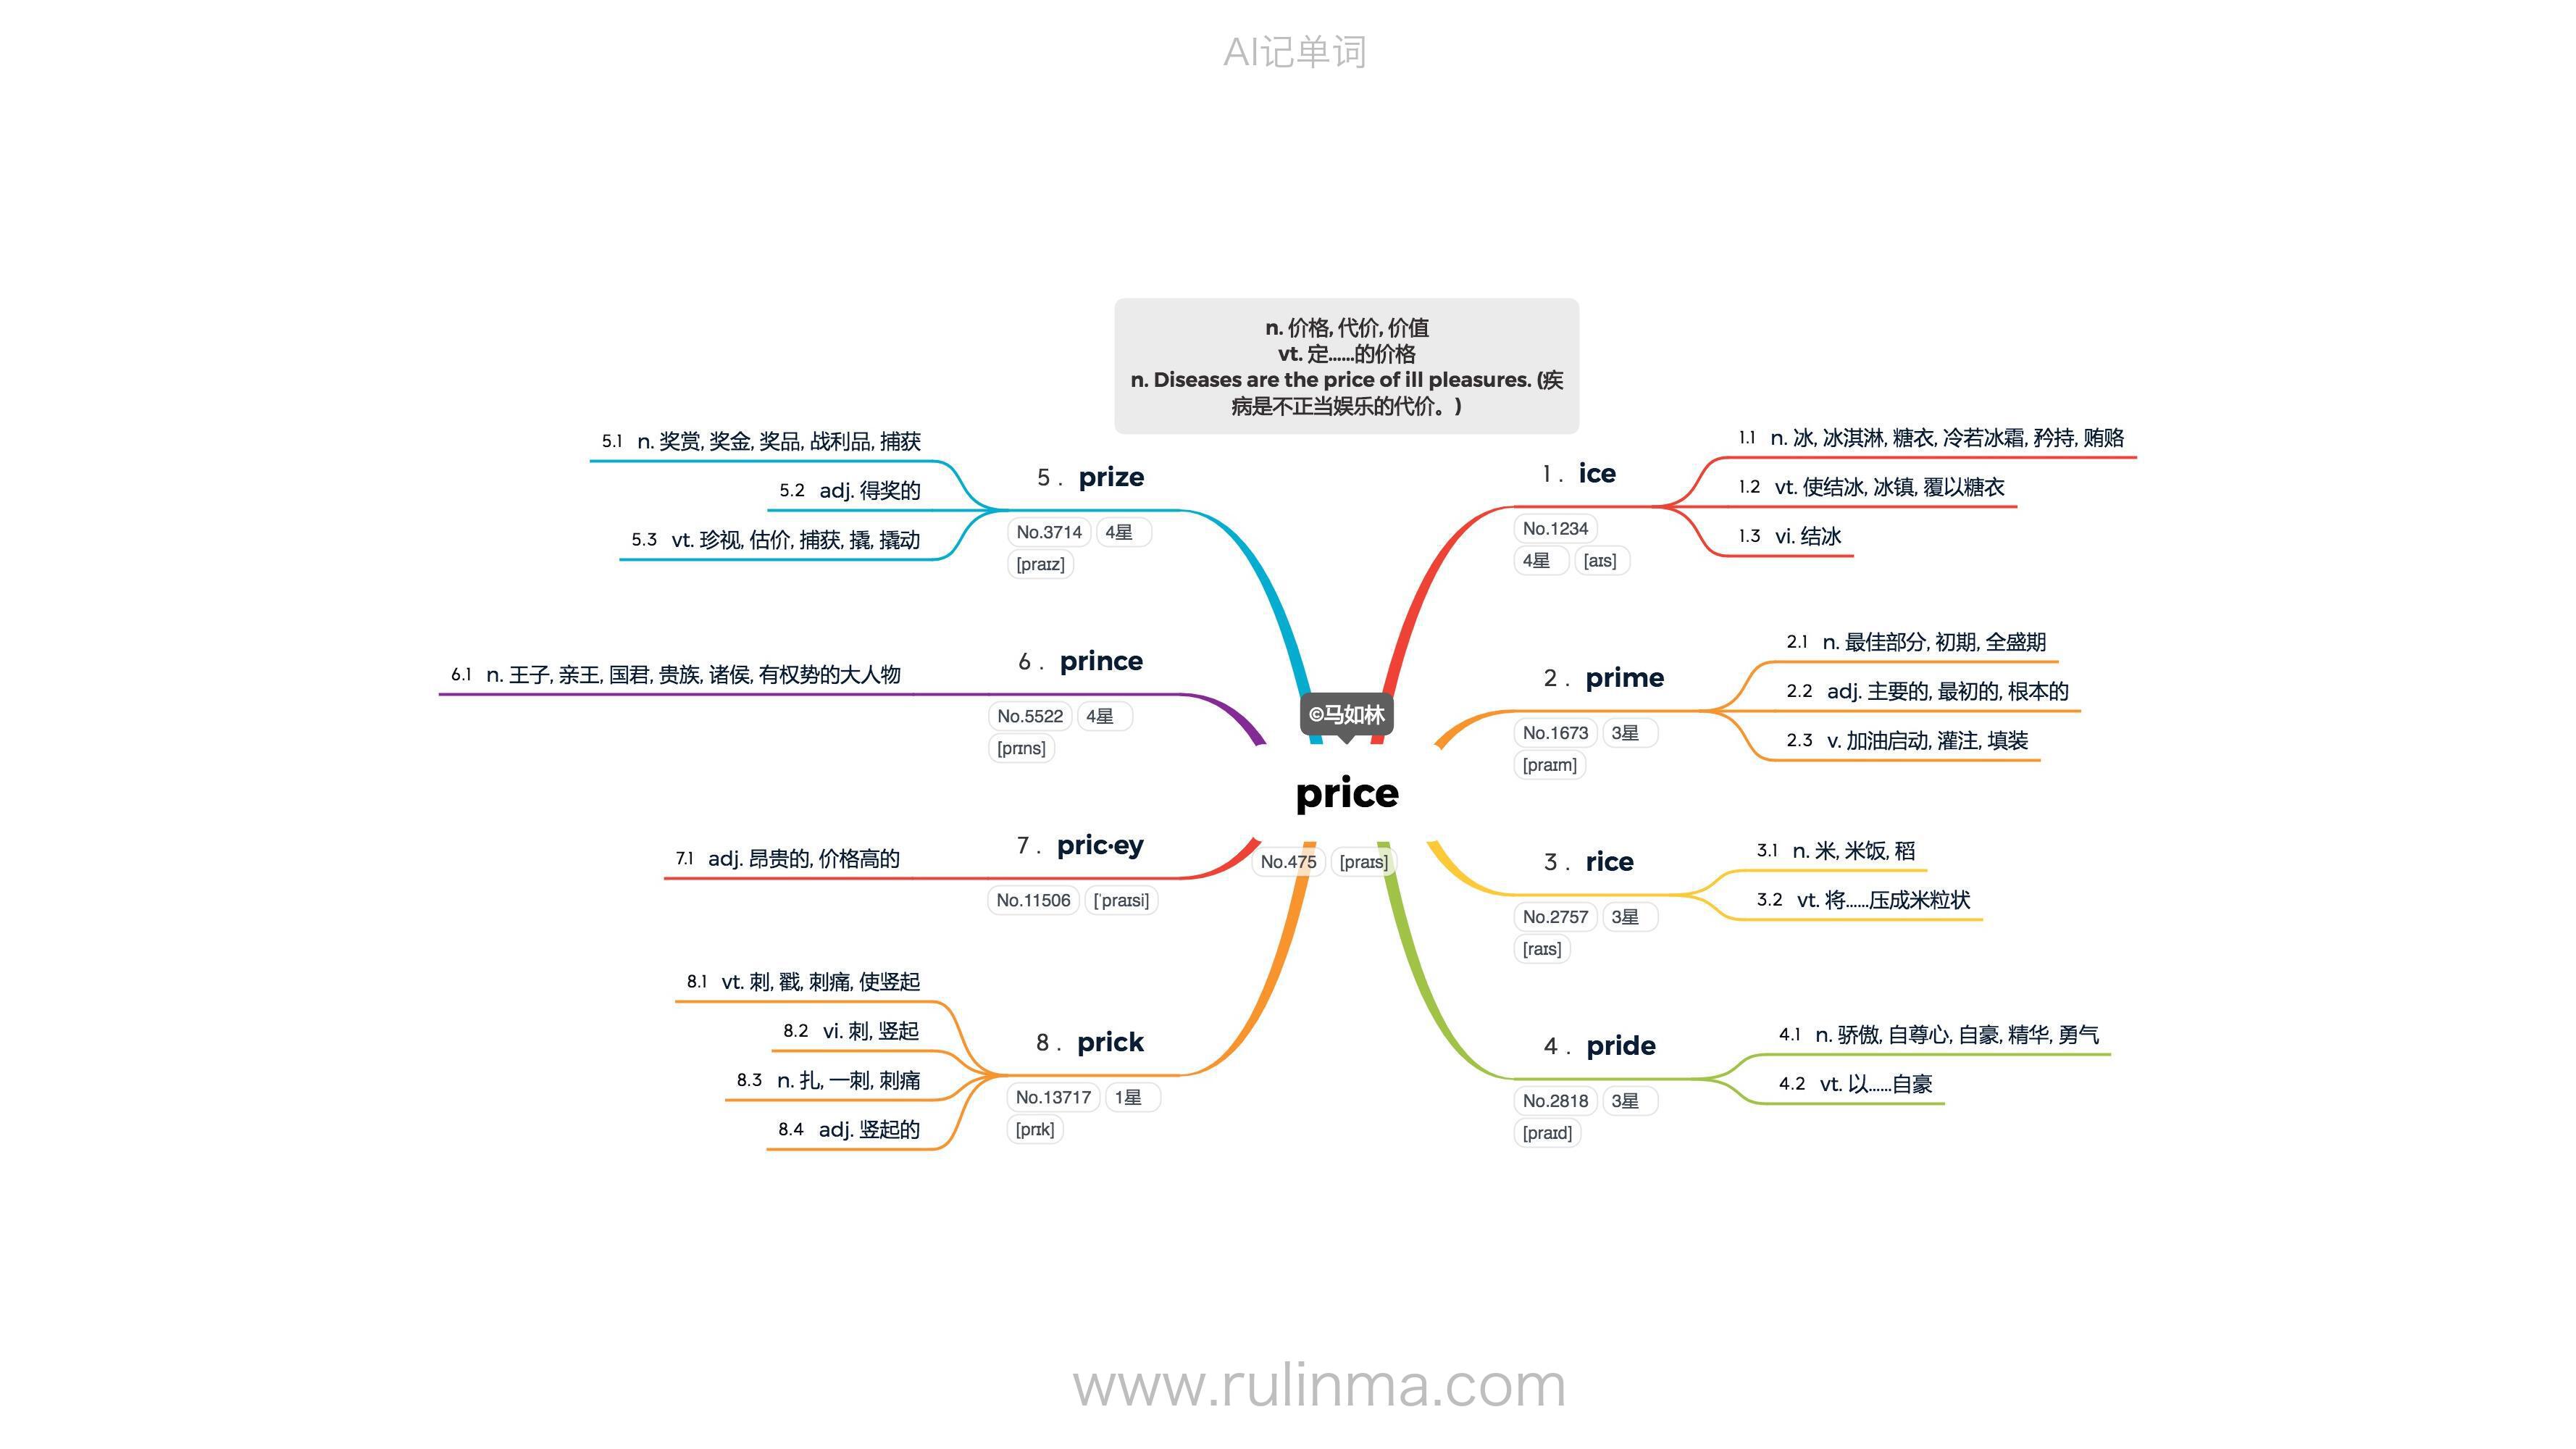 AI记单词
n. 价格, 代价, 价值
vt. 定......的价格
n. Diseases are the price of ill pleasures. (疾
病是不正当娱乐的代价。)
©马如林
price
No.475 [praɪs]
1 . ice
No.1234
4星 [aɪs]
1.1 n. 冰, 冰淇淋, 糖衣, 冷若冰霜, 矜持, 贿赂
1.2 vt. 使结冰, 冰镇, 覆以糖衣
1.3 vi. 结冰
2 . prime
No.1673 3星
[praɪm]
2.1 n. 最佳部分, 初期, 全盛期
2.2 adj. 主要的, 最初的, 根本的
2.3 v. 加油启动, 灌注, 填装
3 . rice
No.2757 3星
[raɪs]
3.1 n. 米, 米饭, 稻
3.2 vt. 将......压成米粒状
4 . pride
No.2818 3星
[praɪd]
4.1 n. 骄傲, 自尊心, 自豪, 精华, 勇气
4.2 vt. 以......自豪
5 . prize
No.3714 4星
[praɪz]
5.1 n. 奖赏, 奖金, 奖品, 战利品, 捕获
5.2 adj. 得奖的
5.3 vt. 珍视, 估价, 捕获, 撬, 撬动
6 . prince
No.5522 4星
[prɪns]
6.1 n. 王子, 亲王, 国君, 贵族, 诸侯, 有权势的大人物
7 . pric·ey
No.11506 [ˈpraɪsi]
7.1 adj. 昂贵的, 价格高的
8 . prick
No.13717 1星
[prɪk]
8.1 vt. 刺, 戳, 刺痛, 使竖起
8.2 vi. 刺, 竖起
8.3 n. 扎, 一刺, 刺痛
8.4 adj. 竖起的
www.rulinma.com